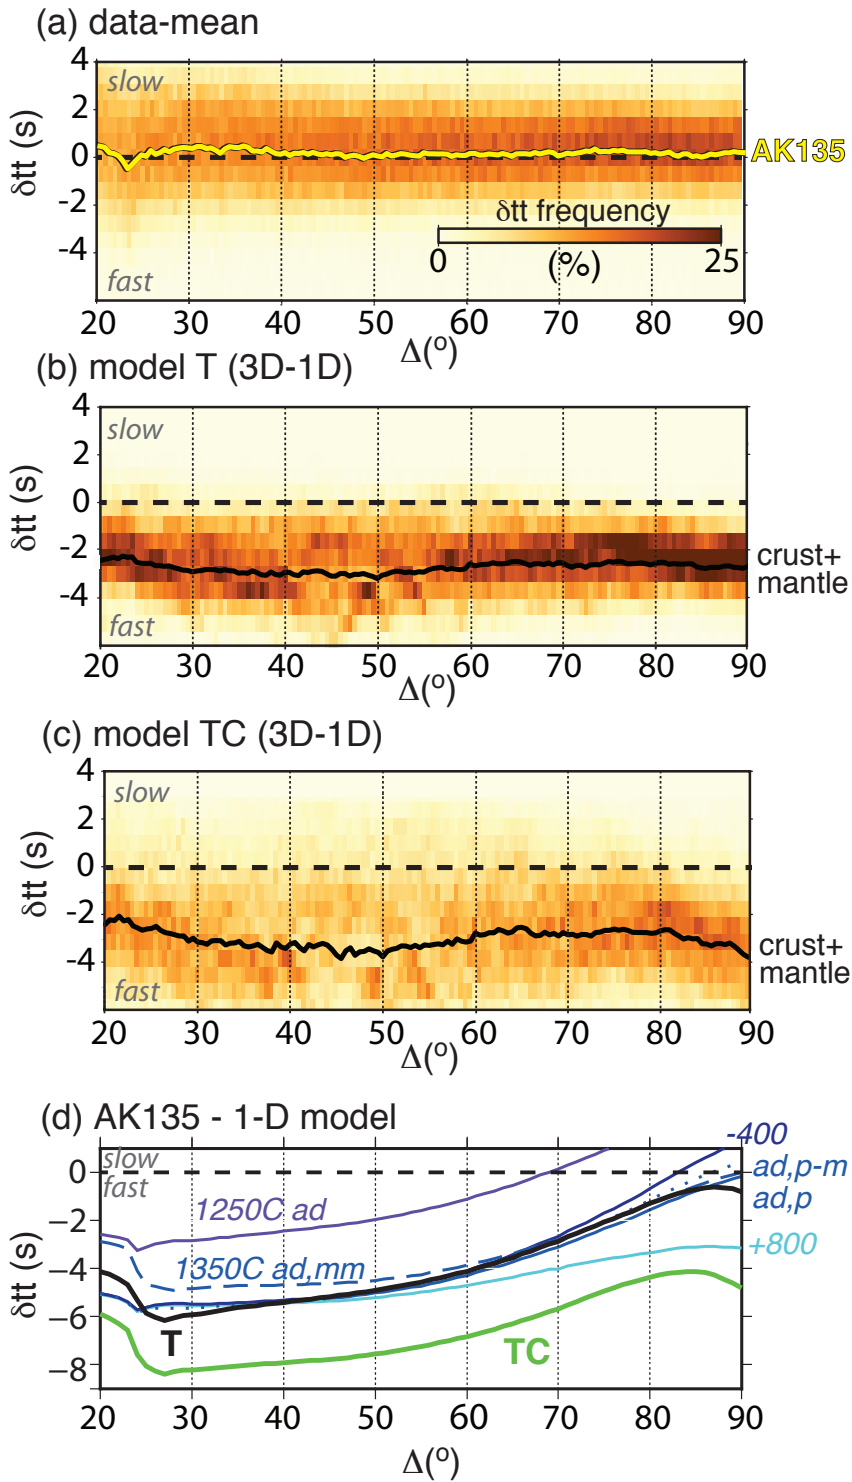 (a) data-mean
4
slow
2
0
AK135
-2
δtt frequency
-4
0
(%)
25
fast
δtt (s)
20
30
40
50
60
70
80
90
Δ(o)
(b) model T (3D-1D)
4
slow
2
0
-2
crust+
mantle
-4
fast
δtt (s)
20
30
40
50
60
70
80
90
Δ(o)
(c) model TC (3D-1D)
4
slow
2
0
-2
crust+
mantle
-4
fast
δtt (s)
20
30
40
50
60
70
80
90
Δ(o)
(d) AK135 - 1-D model
-400
slow
0
fast
ad,p-m
ad,p
1250C ad
−2
+800
1350C ad,mm
−4
−6
T
TC
−8
δtt (s)
20
30
40
50
60
70
80
90
Δ(o)